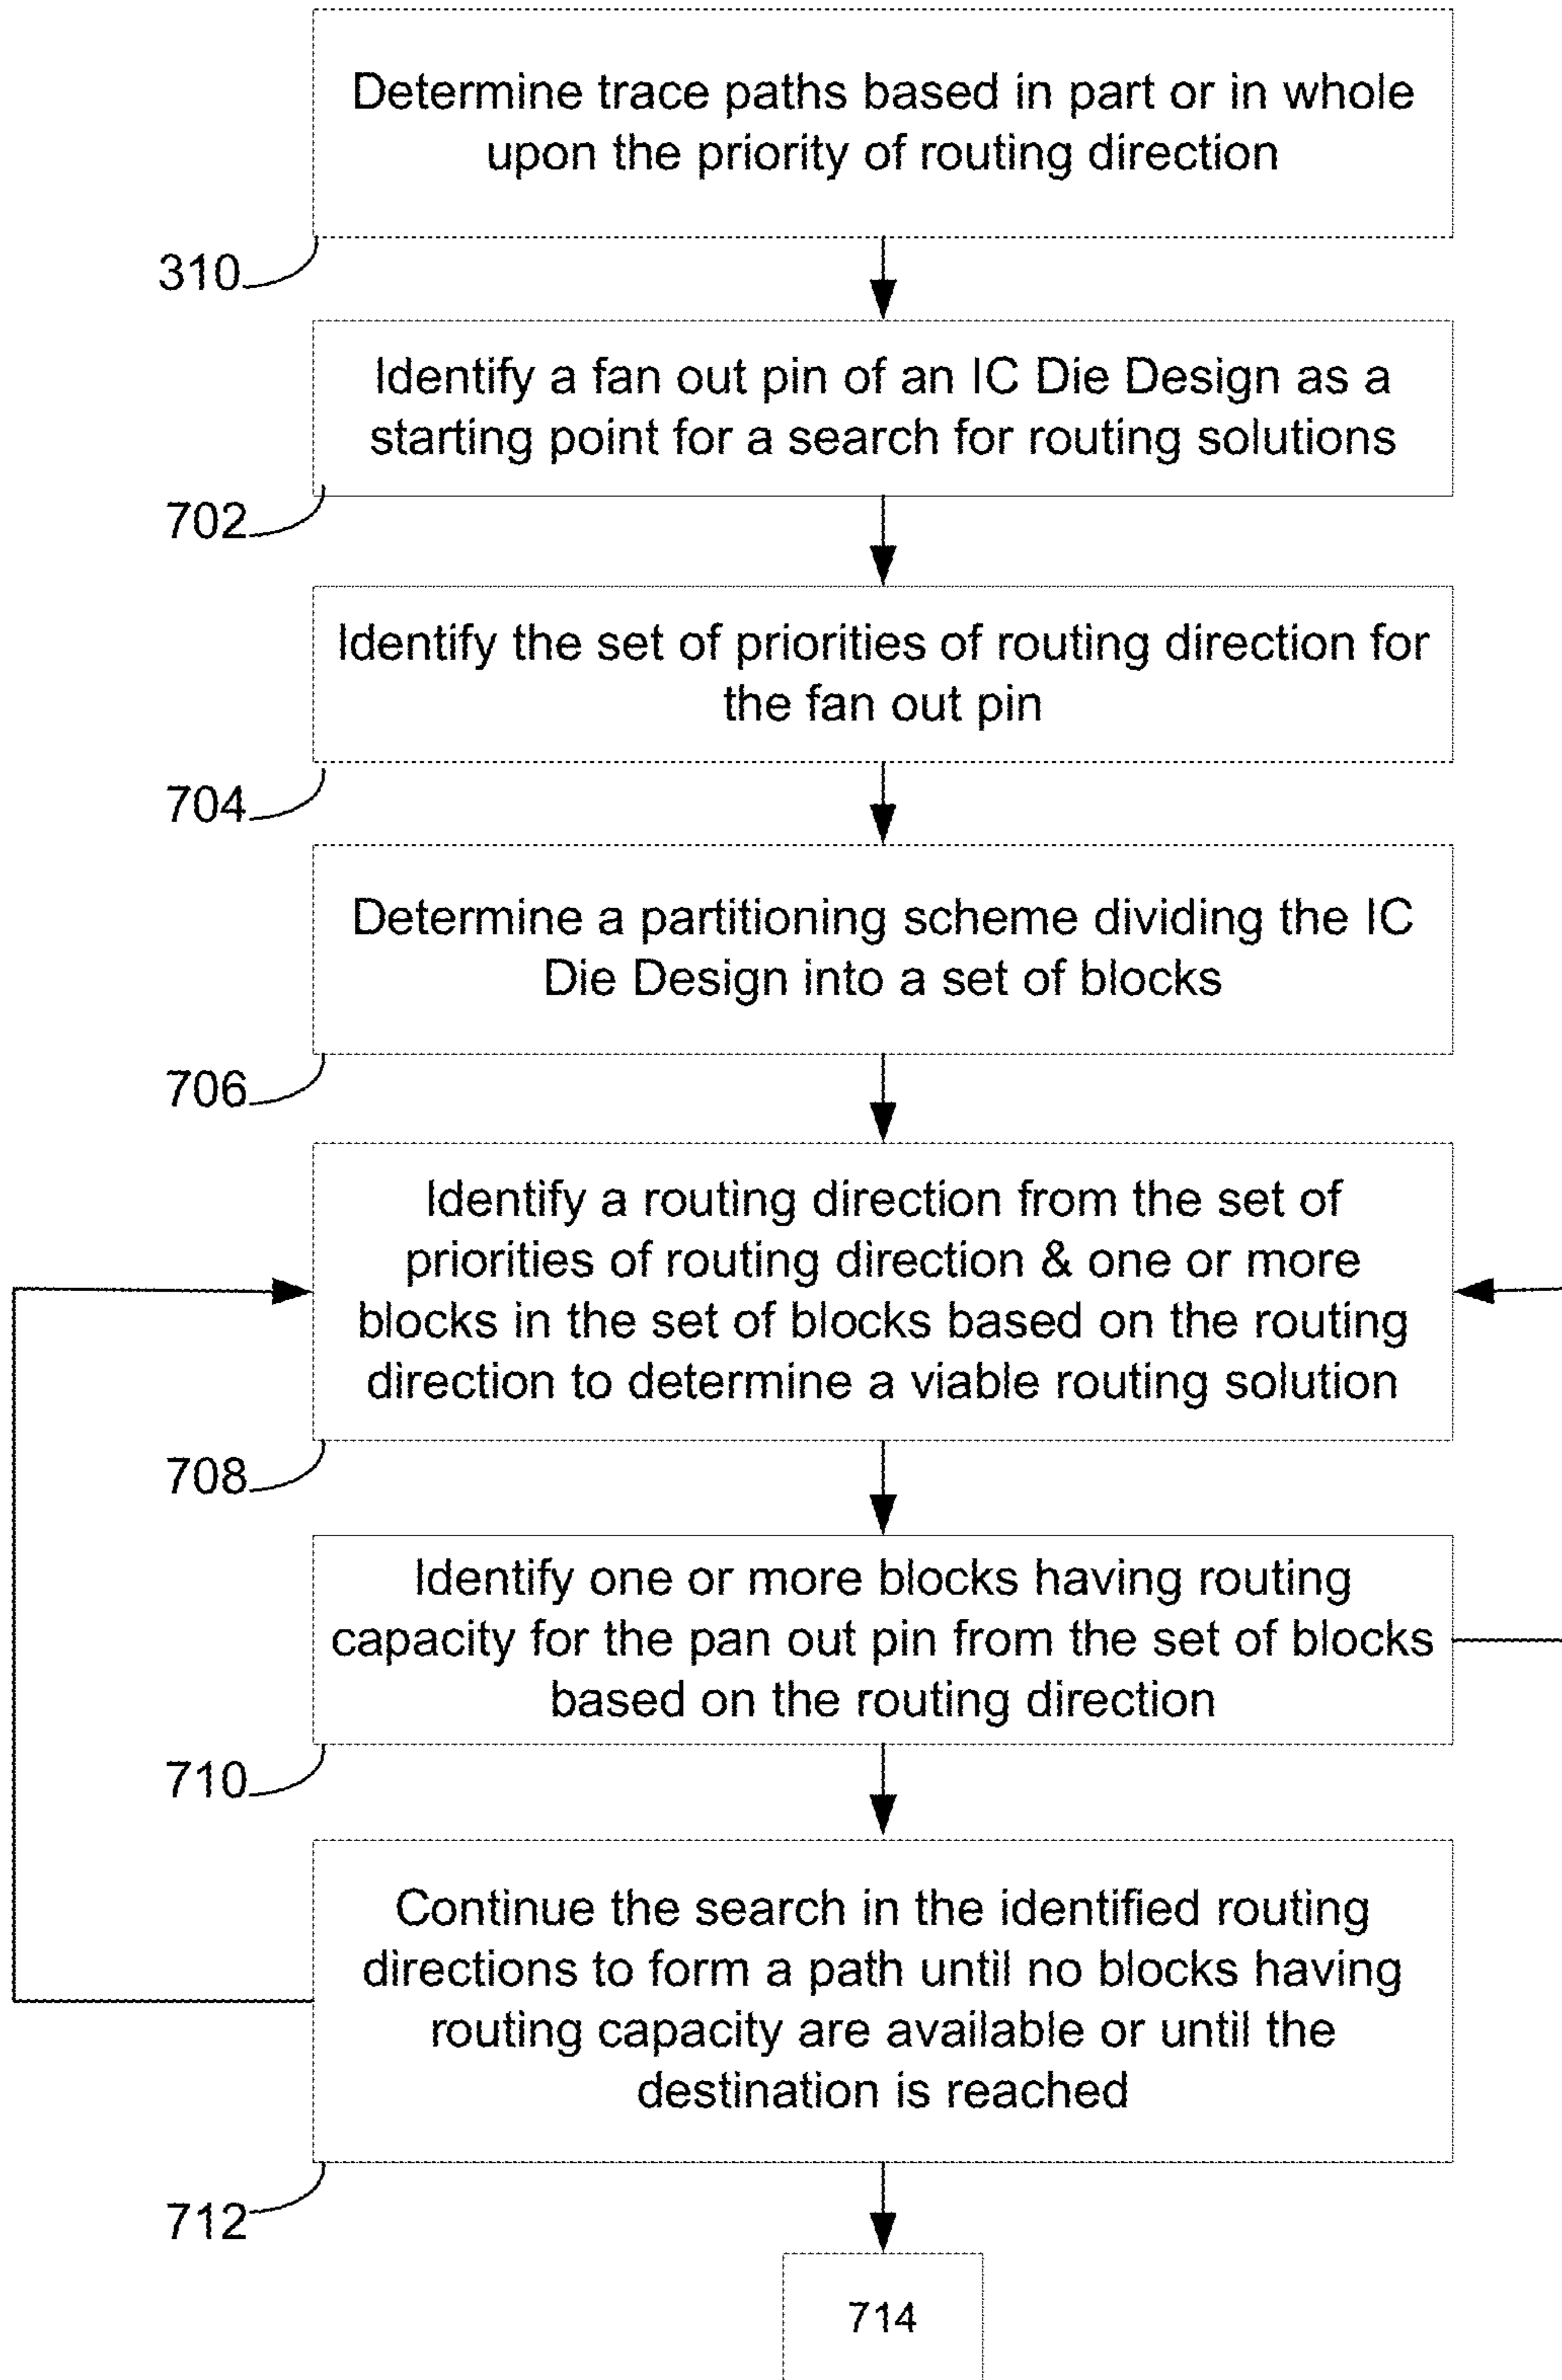 Determine trace paths based in part or in whole
upon the priority of routing direction
310
Identify a fan out pin of an IC Die Design as a
starting point for a search for routing solutions
702
Identify the set of priorities of routing direction for
the fan out pin
704
Determine a partitioning scheme dividing the IC
Die Design into a set of blocks
706
Identify a routing direction from the set of
priorities of routing direction & one or more
blocks in the set of blocks based on the routing
direction to determine a viable routing solution
708
Identify one or more blocks having routing
capacity for the pan out pin from the set of blocks
based on the routing direction
710
Continue the search in the identified routing
directions to form a path until no blocks having
routing capacity are available or until the
destination is reached
712
714